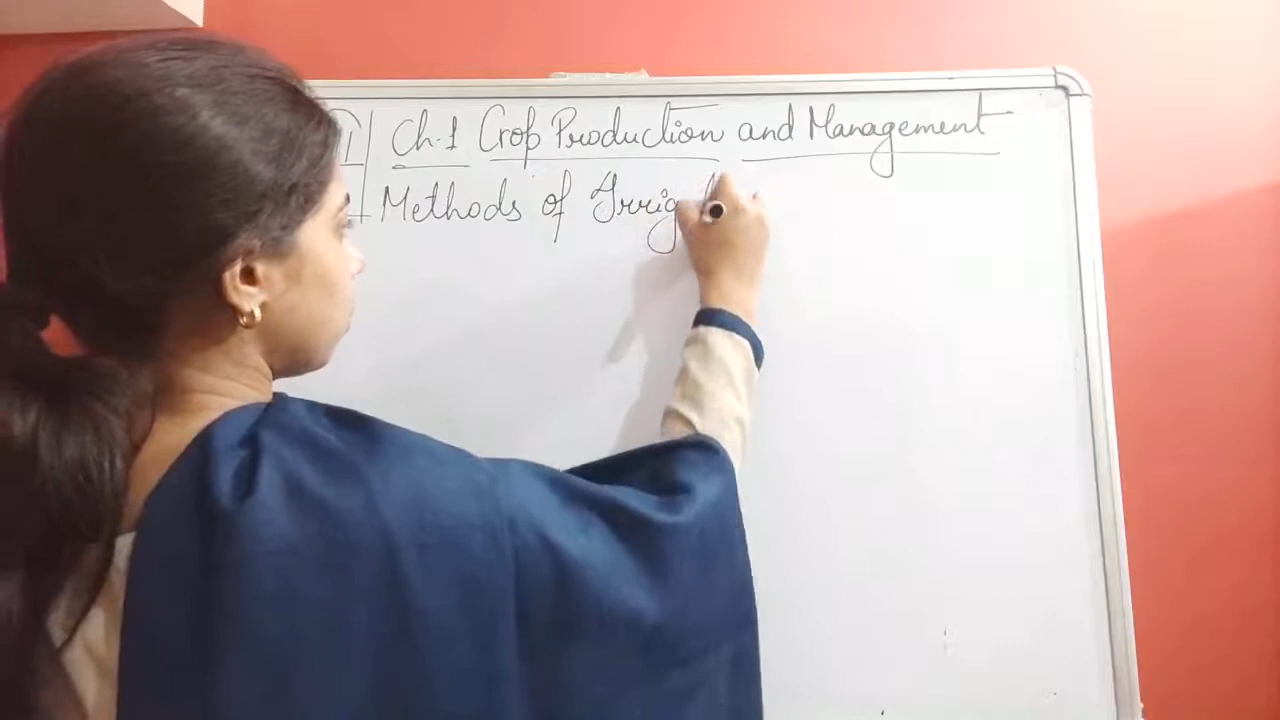 Ch.1 Crop Production and Management
Methods of Irrig